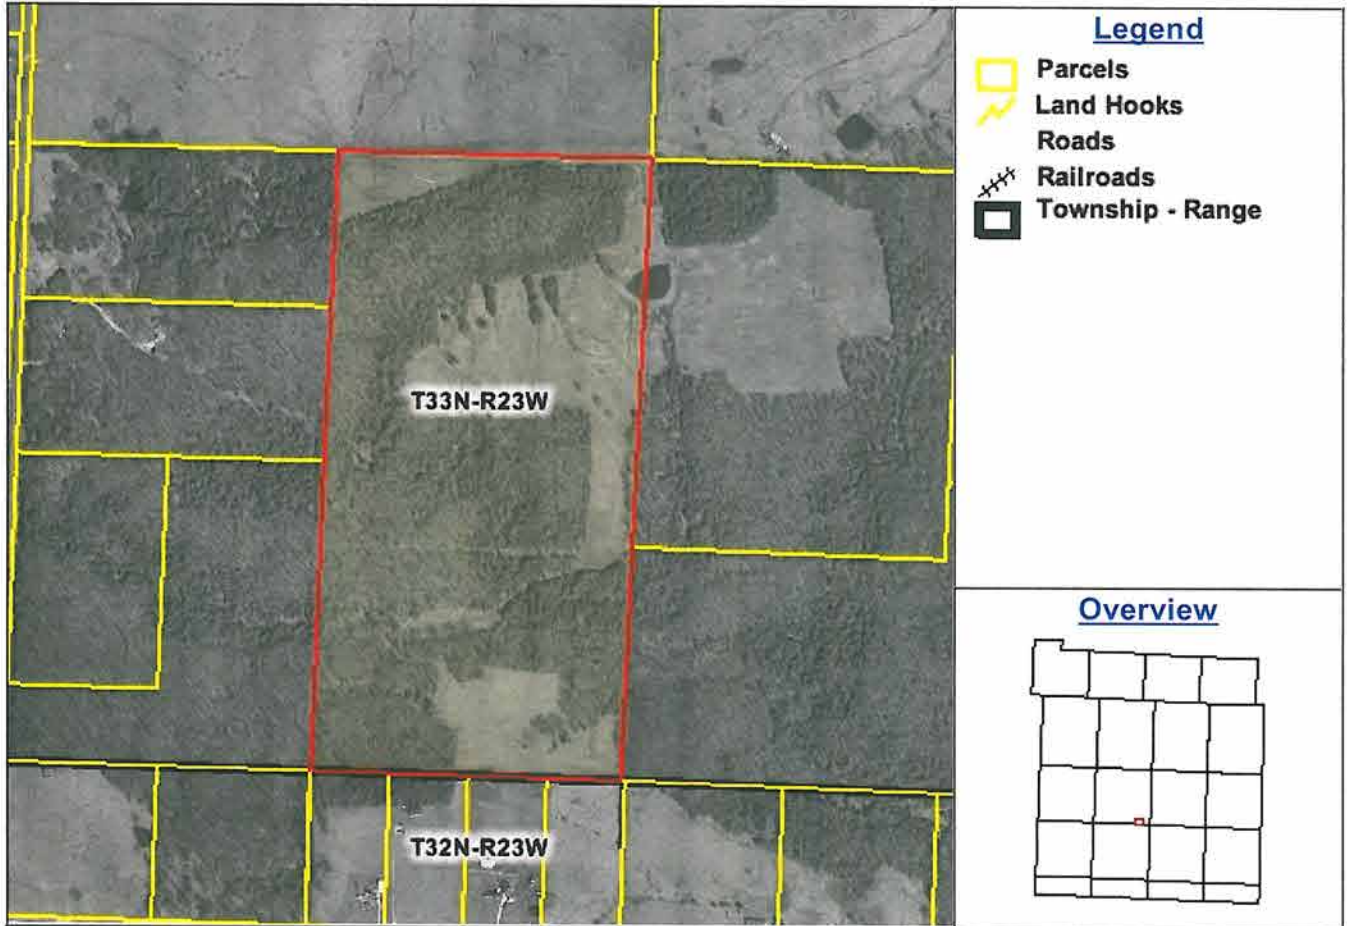 Legend
Parcels
Land Hooks
Roads
Railroads
Township - Range
T33N-R23W
T32N-R23W
Overview